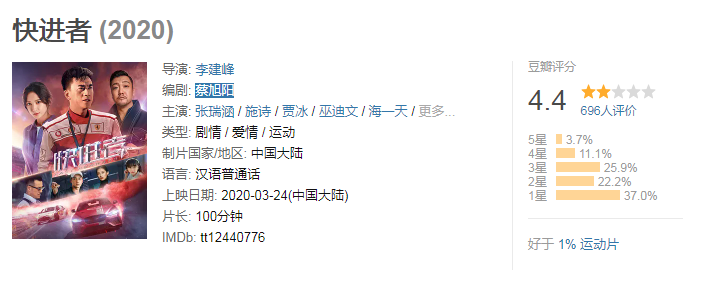 快进者 (2020)
导演: 李建峰
编剧: 蔡旭阳
主演: 张瑞涵 / 施诗 / 贾冰 / 巫迪文 / 海一天 / 更多...
类型: 剧情 / 爱情 / 运动
制片国家/地区: 中国大陆
语言: 汉语普通话
上映日期: 2020-03-24(中国大陆)
片长: 100分钟
IMDb: tt12440776
快进者
豆瓣评分
4.4
696人评价
5星 3.7%
4星 11.1%
3星 25.9%
2星 22.2%
1星 37.0%
好于 1% 运动片